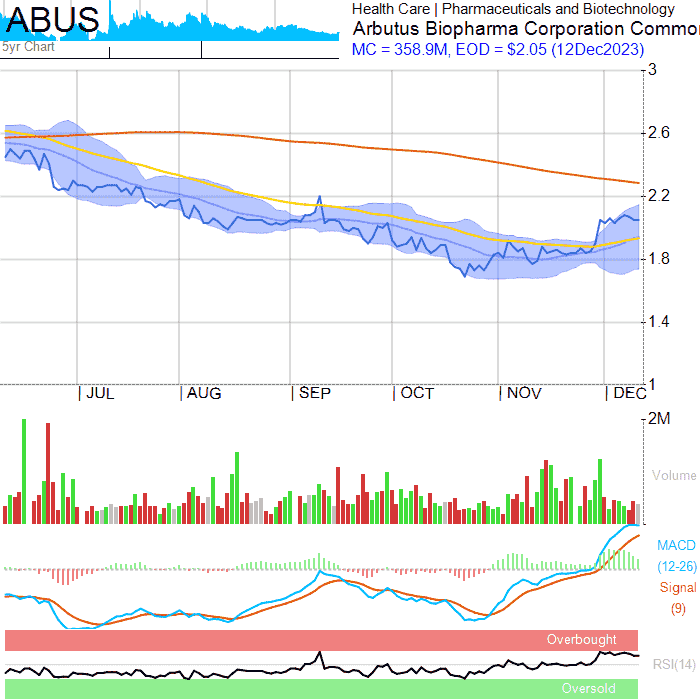 ABUS
5yr Chart
Health Care | Pharmaceuticals and Biotechnology
Arbutus Biopharma Corporation Common
MC = 358.9M, EOD = $2.05 (12Dec2023)
3
2.6
2.2
1.8
1.4
1
| JUL | AUG | SEP | OCT | NOV | DEC
2M
Volume
MACD
(12-26)
Signal
(9)
Overbought
RSI(14)
Oversold